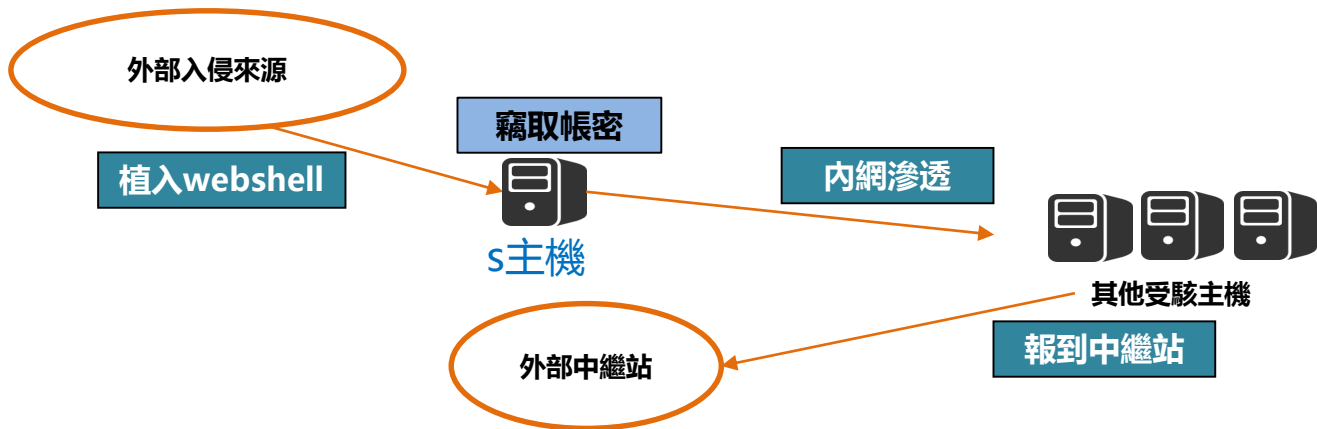 外部入侵來源
竊取帳密
植入webshell
內網滲透
s主機
其他受駭主機
報到中繼站
外部中繼站